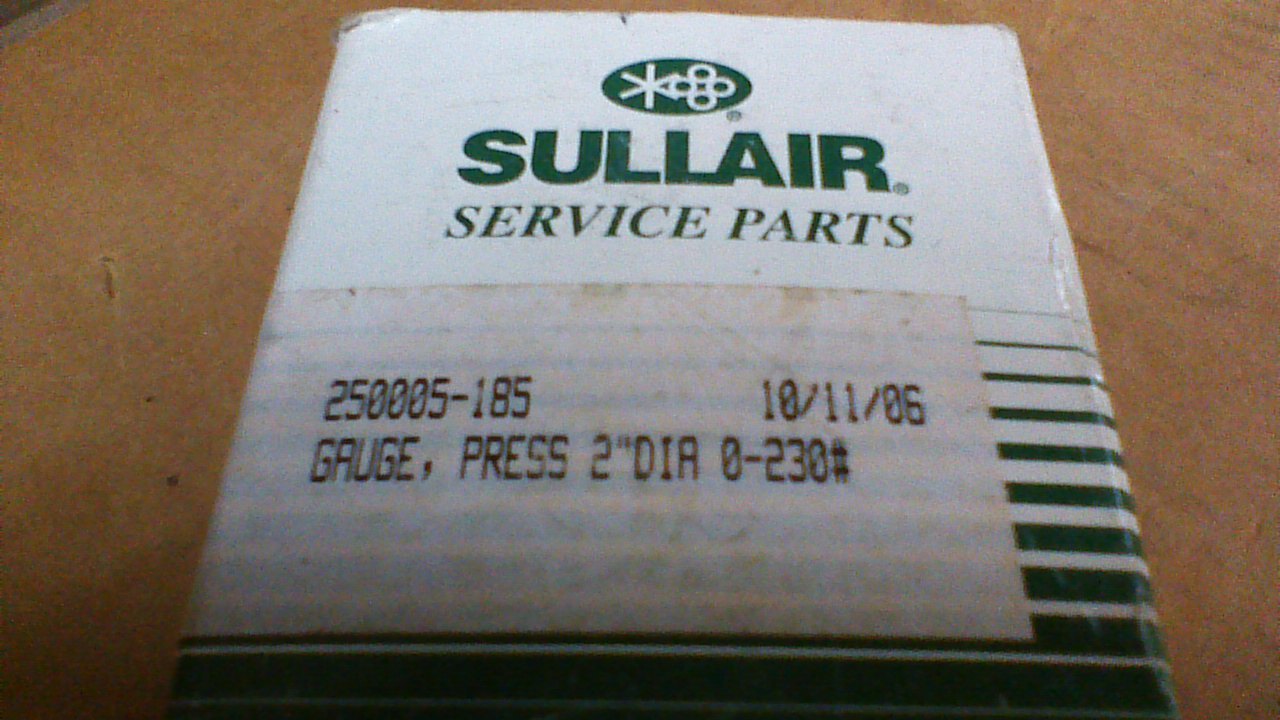 SULLAIR®
SERVICE PARTS
250005-185 10/11/06
GAUGE, PRESS 2"DIA 0-230#